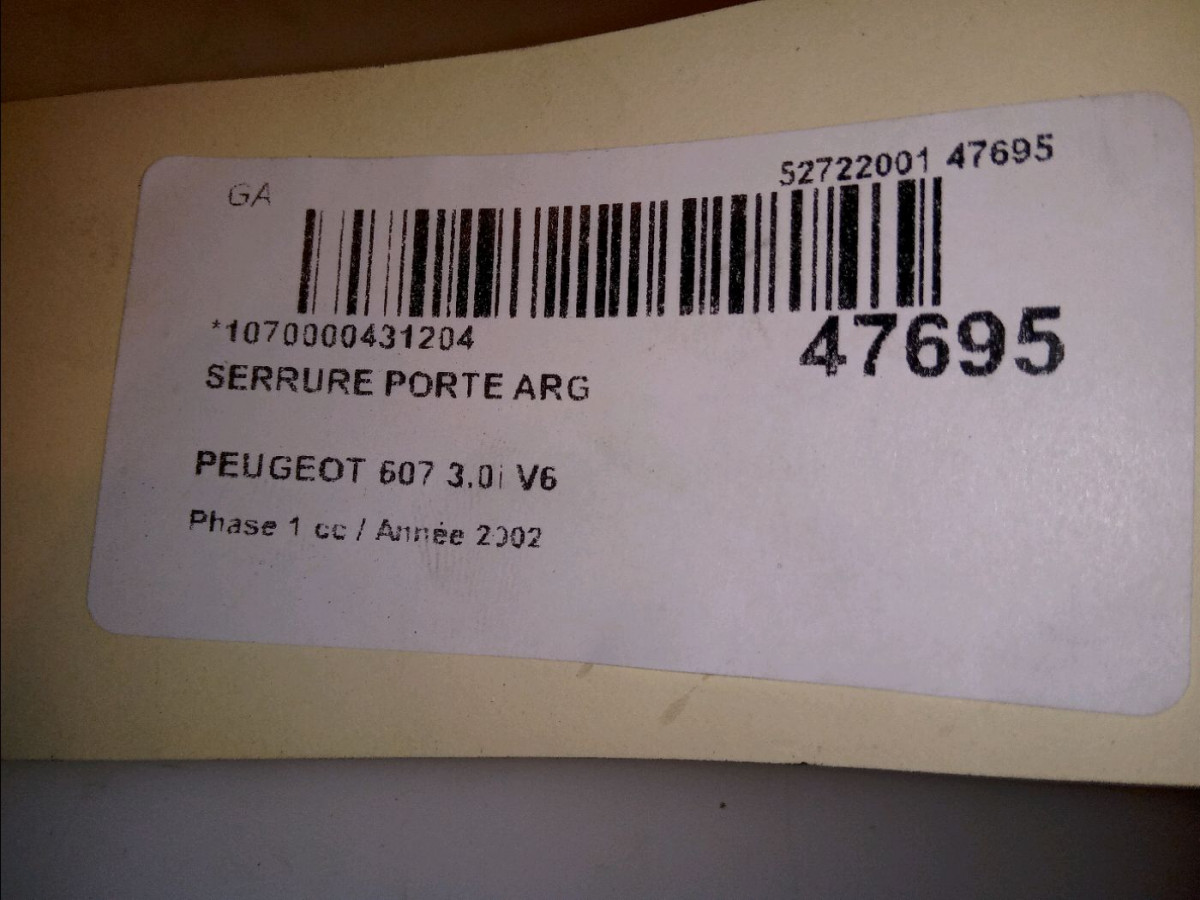 GA
52722001 47695
*1070000431204
47695
SERRURE PORTE ARG
PEUGEOT 607 3.0i V6
Phase 1 cc / Année 2002